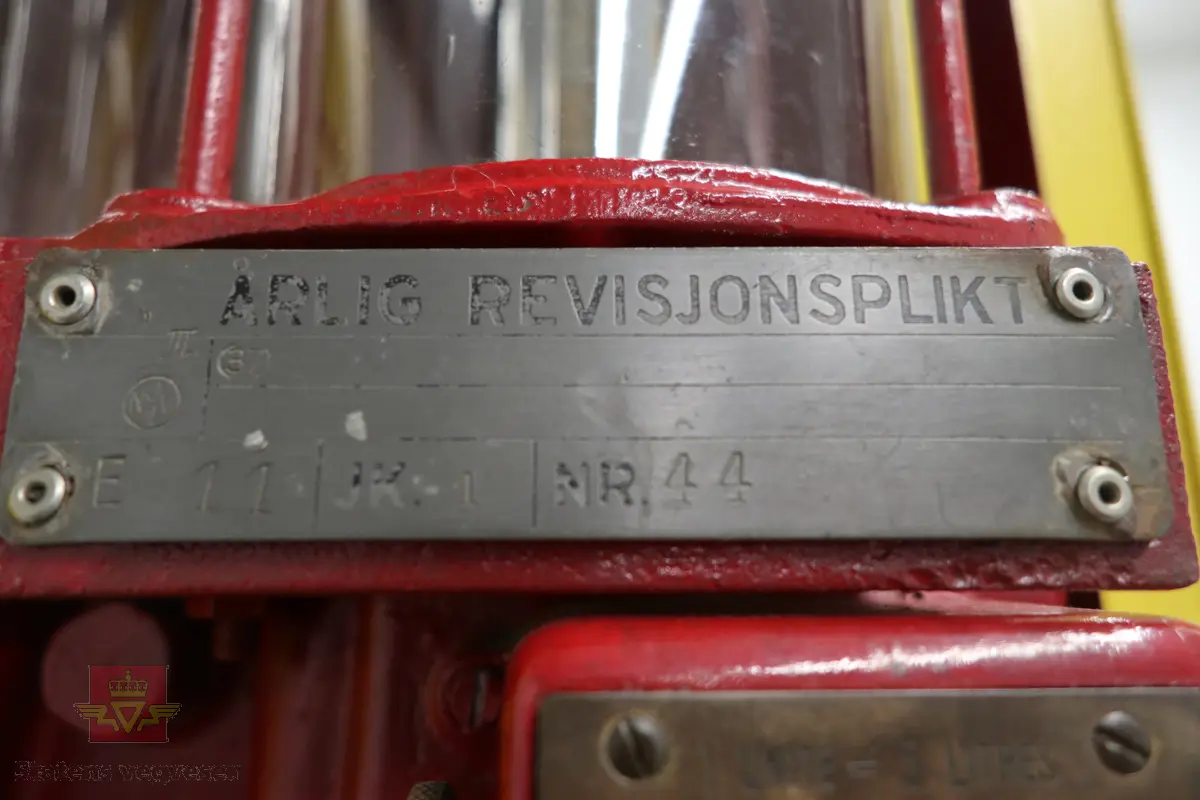 ÅRLIG REVISJONSPLIKT
E 11 JK.-1 NR. 44
Statens vegvesen